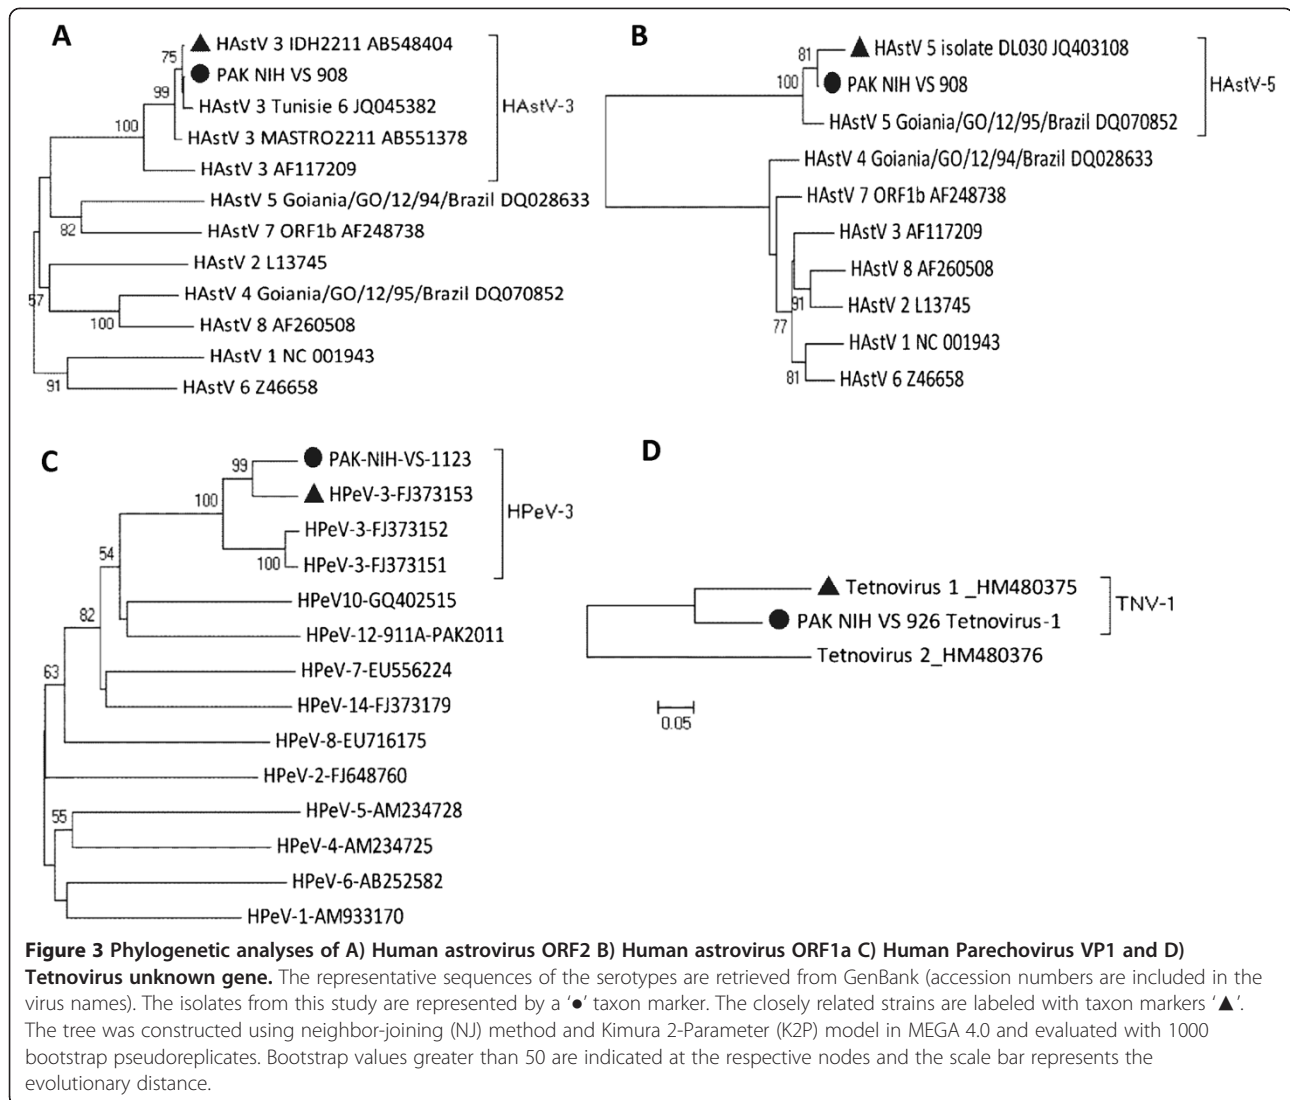 A
75
HAstV 3 IDH2211 AB548404
PAK NIH VS 908
99
HAstV 3 Tunisie 6 JQ045382
HAstV-3
100
HAstV 3 MASTRO2211 AB551378
HAstV 3 AF117209
HAstV 5 Goiania/GO/12/94/Brazil DQ028633
82
HAstV 7 ORF1b AF248738
HAstV 2 L13745
57
HAstV 4 Goiania/GO/12/95/Brazil DQ070852
100
HAstV 8 AF260508
HAstV 1 NC 001943
91
HAstV 6 Z46658
B
81
HAstV 5 isolate DL030 JQ403108
100
PAK NIH VS 908
HAstV-5
HAstV 5 Goiania/GO/12/95/Brazil DQ070852
HAstV 4 Goiania/GO/12/94/Brazil DQ028633
HAstV 7 ORF1b AF248738
HAstV 3 AF117209
HAstV 8 AF260508
91
HAstV 2 L13745
77
HAstV 1 NC 001943
81
HAstV 6 Z46658
C
99
PAK-NIH-VS-1123
100
HPeV-3-FJ373153
HPeV-3
HPeV-3-FJ373152
54
100
HPeV-3-FJ373151
82
HPeV10-GQ402515
HPeV-12-911A-PAK2011
63
HPeV-7-EU556224
HPeV-14-FJ373179
HPeV-8-EU716175
HPeV-2-FJ648760
55
HPeV-5-AM234728
HPeV-4-AM234725
HPeV-6-AB252582
HPeV-1-AM933170
D
Tetnovirus 1 _HM480375
TNV-1
PAK NIH VS 926 Tetnovirus-1
Tetnovirus 2_HM480376
0.05
Figure 3 Phylogenetic analyses of A) Human astrovirus ORF2 B) Human astrovirus ORF1a C) Human Parechovirus VP1 and D)
Tetnovirus unknown gene. The representative sequences of the serotypes are retrieved from GenBank (accession numbers are included in the
virus names). The isolates from this study are represented by a ‘●’ taxon marker. The closely related strains are labeled with taxon markers ‘▲’.
The tree was constructed using neighbor-joining (NJ) method and Kimura 2-Parameter (K2P) model in MEGA 4.0 and evaluated with 1000
bootstrap pseudoreplicates. Bootstrap values greater than 50 are indicated at the respective nodes and the scale bar represents the
evolutionary distance.